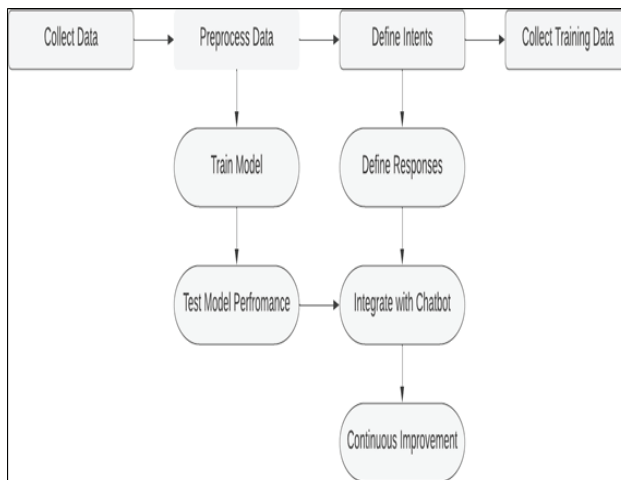 Collect Data
Preprocess Data
Define Intents
Collect Training Data
Train Model
Define Responses
Test Model Perfromance
Integrate with Chatbot
Continuous Improvement